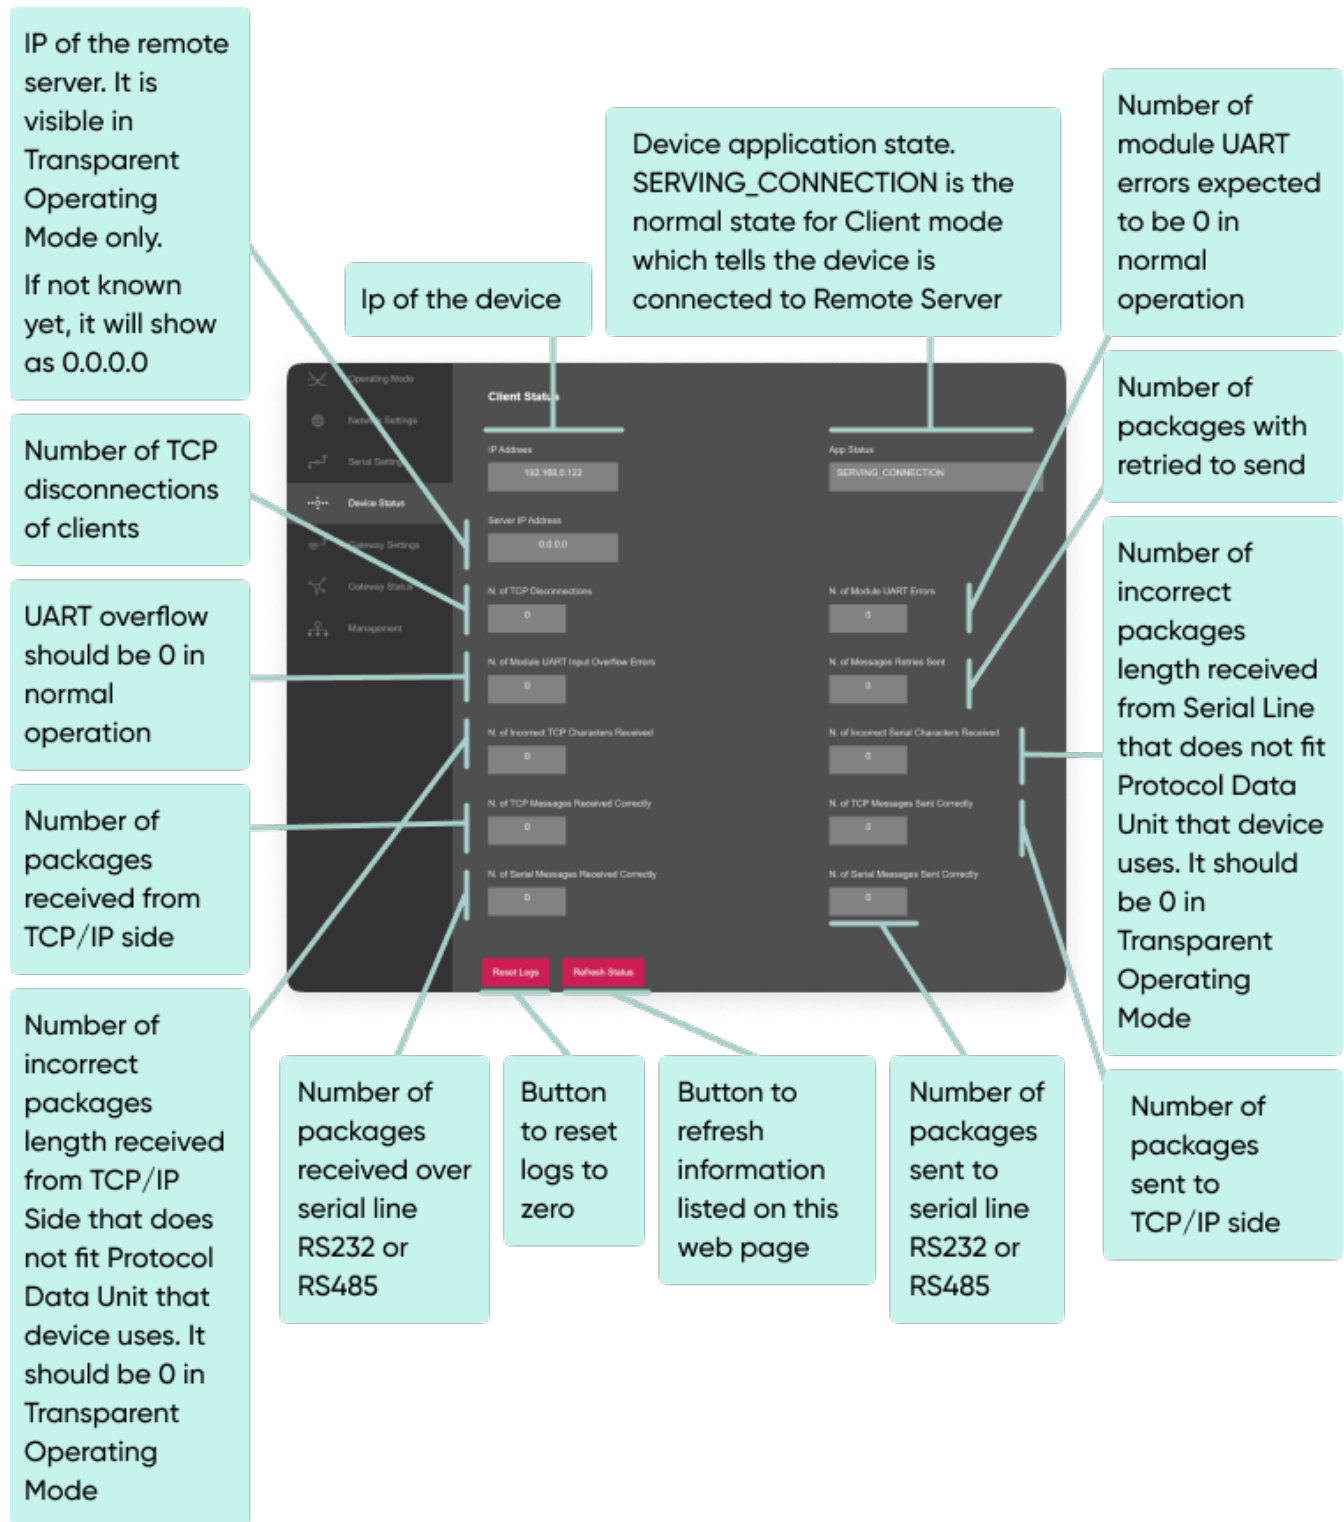 IP of the remote
server. It is
visible in
Transparent
Operating
Mode only.
If not known
yet, it will show
as 0.0.0.0
Ip of the device
Device application state.
SERVING_CONNECTION is the
normal state for Client mode
which tells the device is
connected to Remote Server
Number of
module UART
errors expected
to be 0 in
normal
operation
Number of
packages with
retried to send
Number of TCP
disconnections
of clients
UART overflow
should be 0 in
normal
operation
Number of
packages
received from
TCP/IP side
Number of
incorrect
packages
length received
from TCP/IP
Side that does
not fit Protocol
Data Unit that
device uses. It
should be 0 in
Transparent
Operating
Mode
Operating Mode
Network Settings
Serial Settings
Device Status
Gateway Settings
Gateway Status
Management
Client Status
IP Address
192.168.0.122
App Status
SERVING_CONNECTION
Server IP Address
0.0.0.0
N. of TCP Disconnections
0
N. of Module UART Errors
0
N. of Module UART Input Overflow Errors
0
N. of Messages Retries Sent
0
N. of Incorrect TCP Characters Received
0
N. of Incorrect Serial Characters Received
0
N. of TCP Messages Received Correctly
0
N. of TCP Messages Sent Correctly
0
N. of Serial Messages Received Correctly
0
N. of Serial Messages Sent Correctly
0
Reset Logs
Refresh Status
Number of
incorrect
packages
length received
from Serial Line
that does not fit
Protocol Data
Unit that device
uses. It should
be 0 in
Transparent
Operating
Mode
Number of
packages
received over
serial line
RS232 or
RS485
Button
to reset
logs to
zero
Button to
refresh
information
listed on this
web page
Number of
packages
sent to
serial line
RS232 or
RS485
Number of
packages
sent to
TCP/IP side